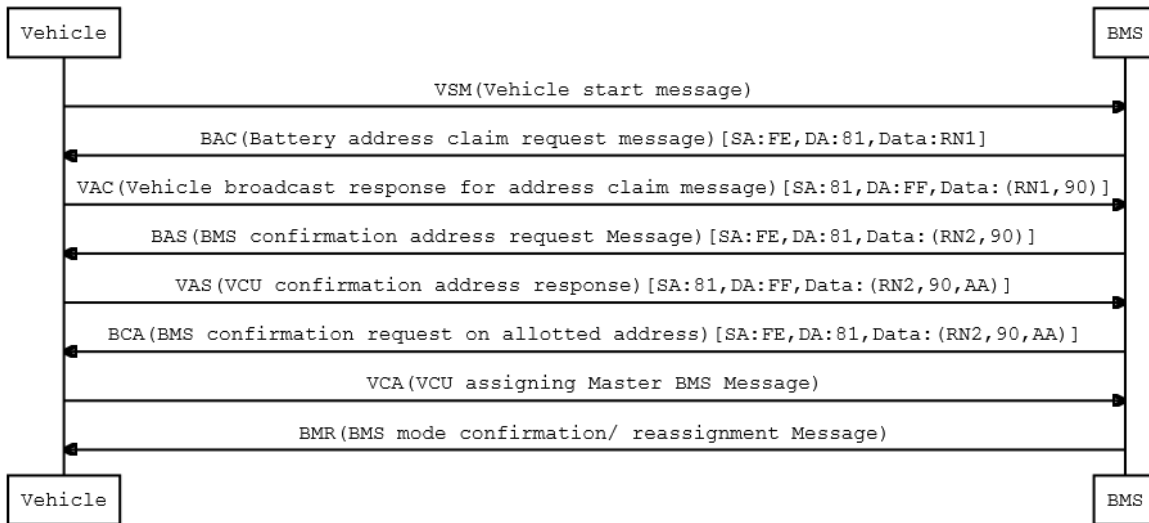 Vehicle
BMS
VSM(Vehicle start message)
BAC(Battery address claim request message)[SA:FE,DA:81,Data:RN1]
VAC(Vehicle broadcast response for address claim message)[SA:81,DA:FF,Data:(RN1,90)]
BAS(BMS confirmation address request Message)[SA:FE,DA:81,Data:(RN2,90)]
VAS(VCU confirmation address response)[SA:81,DA:FF,Data:(RN2,90,AA)]
BCA(BMS confirmation request on allotted address)[SA:FE,DA:81,Data:(RN2,90,AA)]
VCA(VCU assigning Master BMS Message)
BMR(BMS mode confirmation/ reassignment Message)
Vehicle
BMS